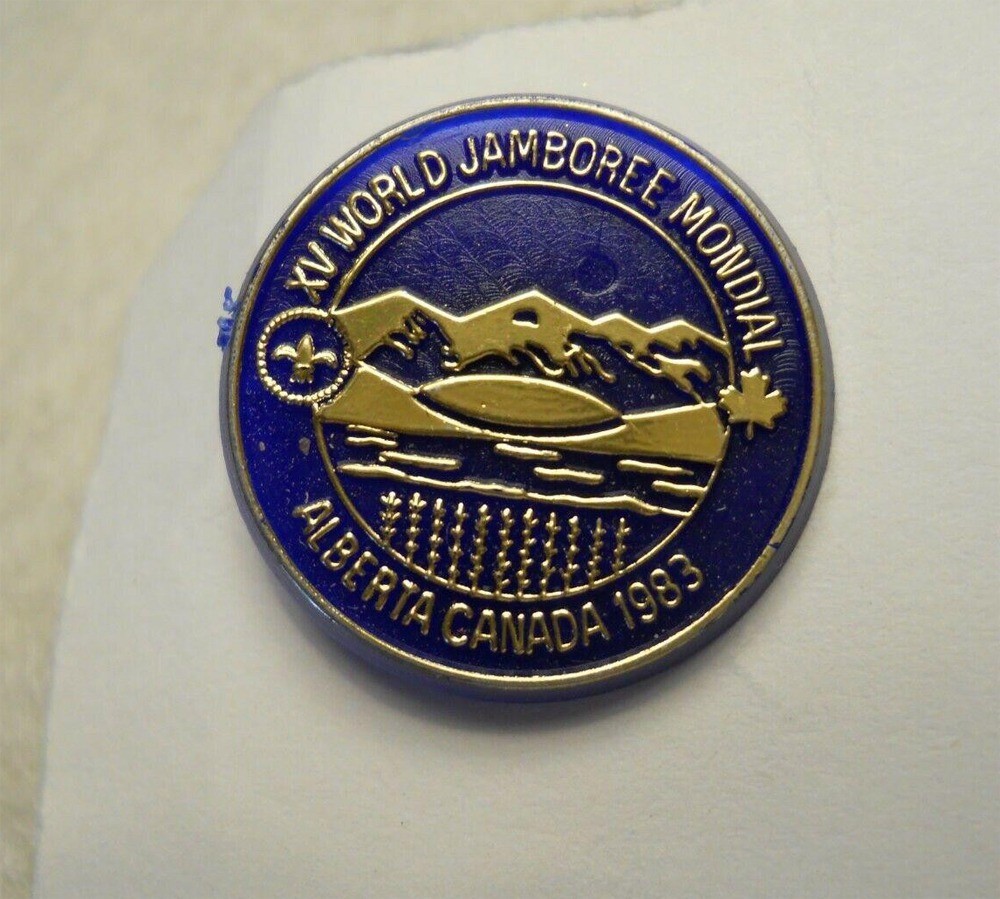 XV WORLD JAMBOREE MONDIAL
ALBERTA CANADA 1983